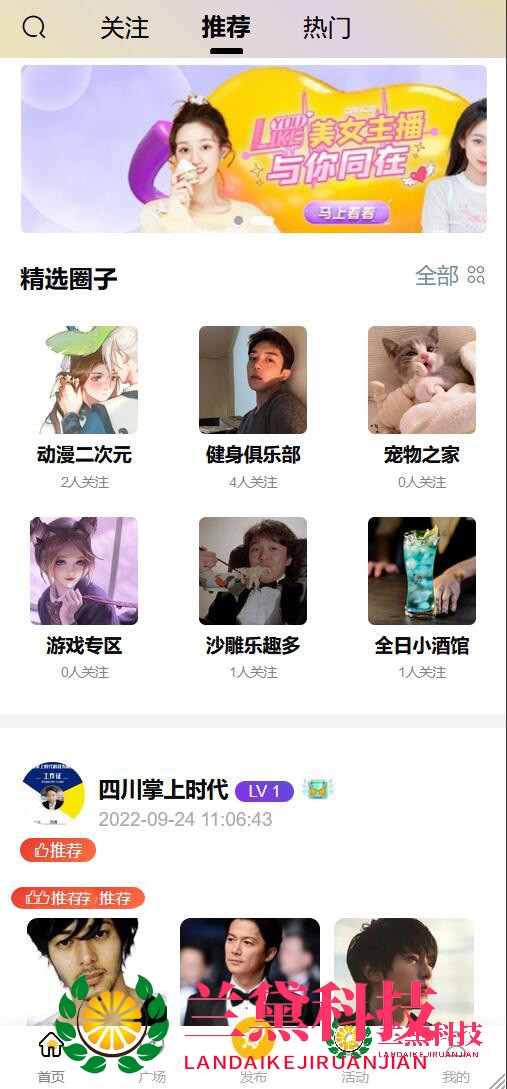 关注 推荐 热门
YOU LIKE 美女主播
与你同在
马上看看
精选圈子 全部
动漫二次元 健身俱乐部 宠物之家
2人关注 4人关注 0人关注
游戏专区 沙雕乐趣多 全日小酒馆
0人关注 1人关注 1人关注
工作证
四川掌上时代 LV 1
2022-09-24 11:06:43
推荐
推荐荐 / 推荐
兰黛科技
LANDAIKEJIRUANJIAN
兰黛科技
LANDAIKEJIRUANJIAN
首页 广场 发布 活动 我的